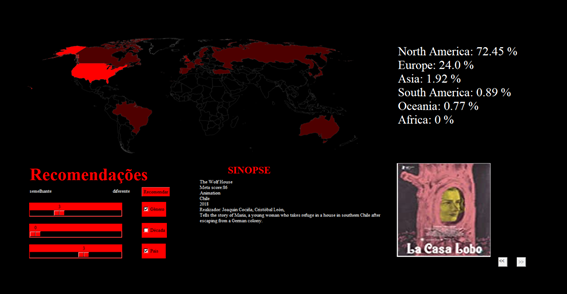 North America: 72.45 %
Europe: 24.0 %
Asia: 1.92 %
South America: 0.89 %
Oceania: 0.77 %
Africa: 0 %
Recomendações
semelhante
diferente
SINOPSE
The Wolf House
Meta score:86
Animation
Chile
2018
Realizador: Joaquín Cociña, Cristóbal León,
Tells the story of Maria, a young woman who takes refuge in a house in southern Chile after
escaping from a German colony.
La Casa Lobo
<<
>>